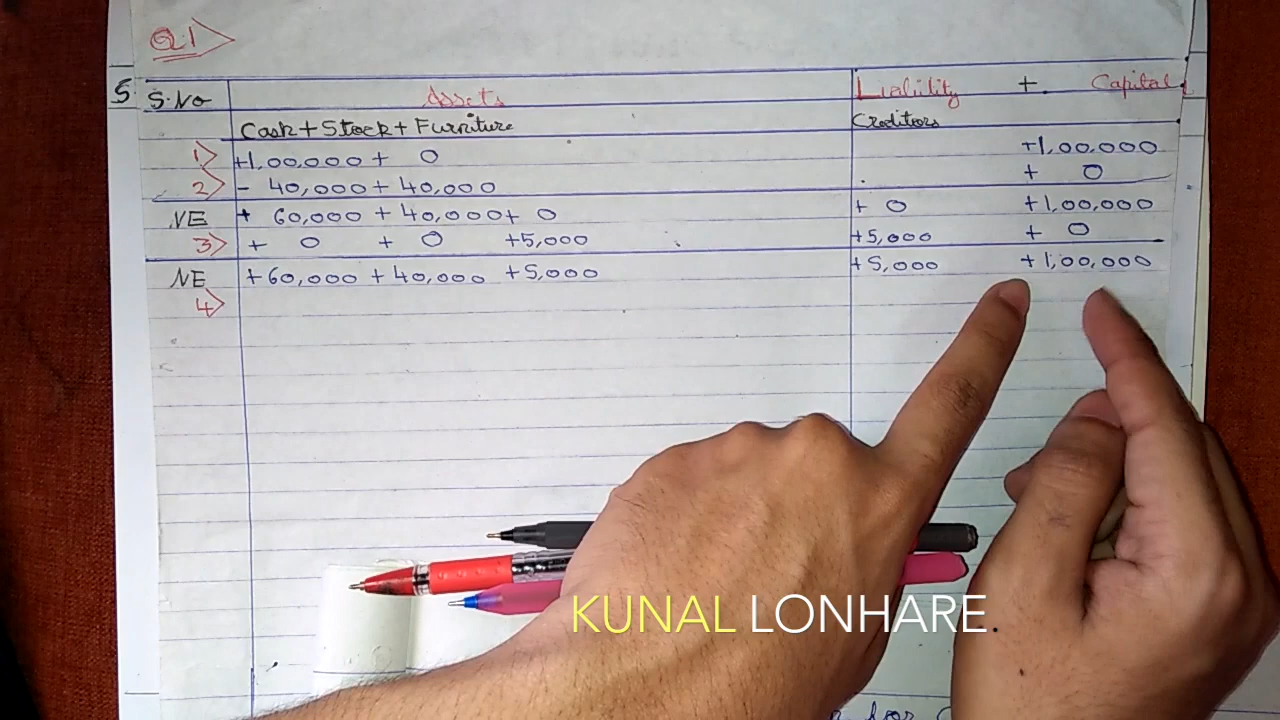 Q.1
S S.No Assets Liability + Capital
Cash + Stock + Furniture Creditors
1> +1,00,000 + 0 +1,00,000
2> - 40,000 + 40,000 + 0
NE + 60,000 + 40,000 + 0 + 0 +1,00,000
3> + 0 + 0 +5,000 +5,000 + 0
NE +60,000 +40,000 +5,000 +5,000 +1,00,000
4>
KUNAL LONHARE.
for